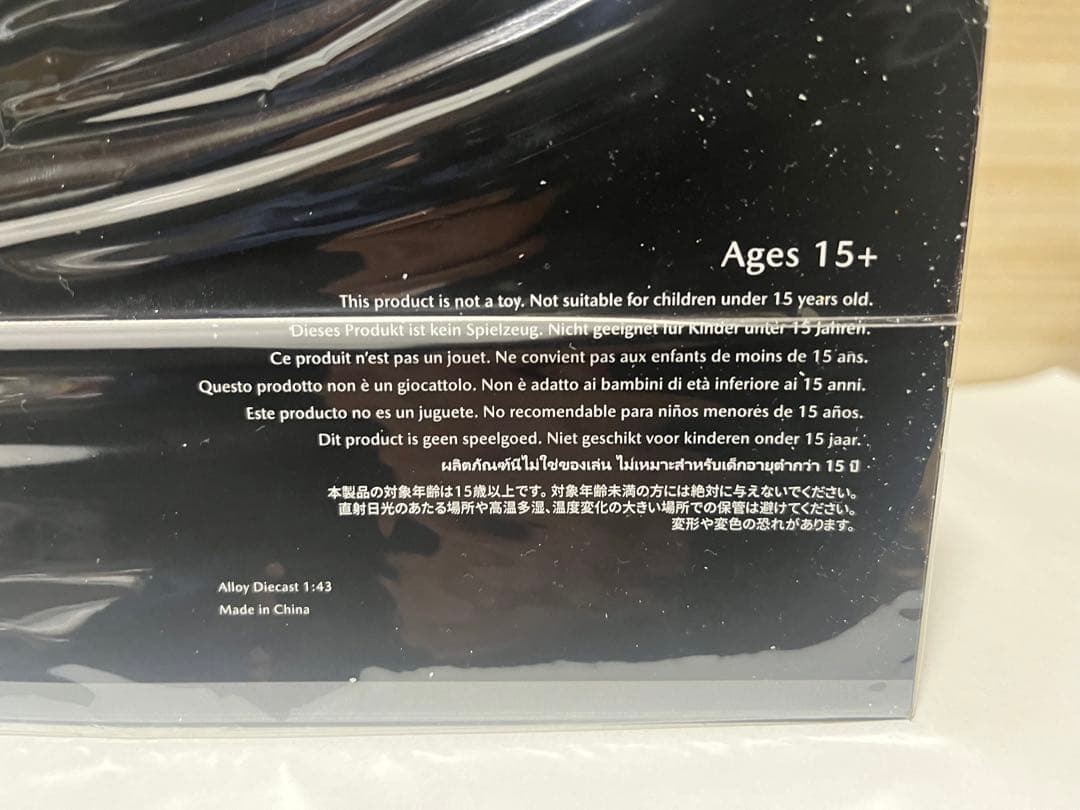 Ages 15+
This product is not a toy. Not suitable for children under 15 years old.
Dieses Produkt ist kein Spielzeug. Nicht geeignet für Kinder unter 15 Jahren.
Ce produit n'est pas un jouet. Ne convient pas aux enfants de moins de 15 ans.
Questo prodotto non è un giocattolo. Non è adatto ai bambini di età inferiore ai 15 anni.
Este producto no es un juguete. No recomendable para niños menores de 15 años.
Dit product is geen speelgoed. Niet geschikt voor kinderen onder 15 jaar.
ผลิตภัณฑ์นี้ไม่ใช่ของเล่น ไม่เหมาะสำหรับเด็กอายุต่ำกว่า 15 ปี
本製品の対象年齢は15歳以上です。対象年齢未満の方には絶対に与えないでください。
直射日光のあたる場所や高温多湿、温度変化の大きい場所での保管は避けてください。
変形や変色の恐れがあります。
Alloy Diecast 1:43
Made in China